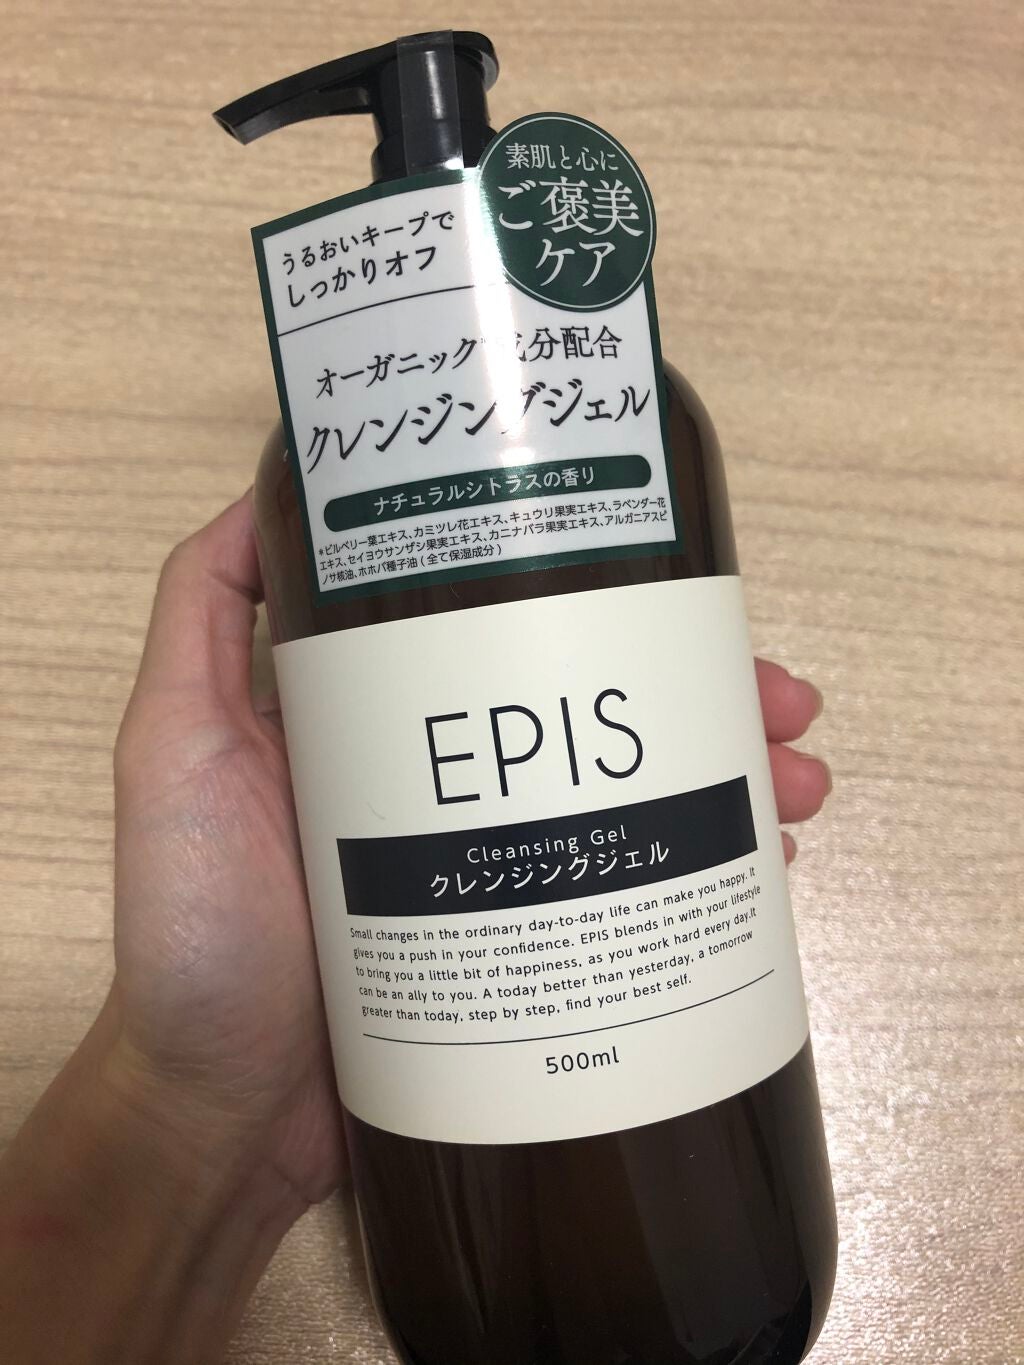 素肌と心に
ご褒美
ケア
うるおいキープで
しっかりオフ
オーガニック*成分配合
クレンジングジェル
ナチュラルシトラスの香り
*ビルベリー葉エキス、カミツレ花エキス、キュウリ果実エキス、ラベンダー花
エキス、セイヨウサンザシ果実エキス、カニナバラ果実エキス、アルガニアスピ
ノサ核油、ホホバ種子油(全て保湿成分)
EPIS
Cleansing Gel
クレンジングジェル
Small changes in the ordinary day-to-day life can make you happy. It
gives you a push in your confidence. EPIS blends in with your lifestyle
to bring you a little bit of happiness, as you work hard every day.It
can be an ally to you. A today better than yesterday, a tomorrow
greater than today, step by step, find your best self.
500ml